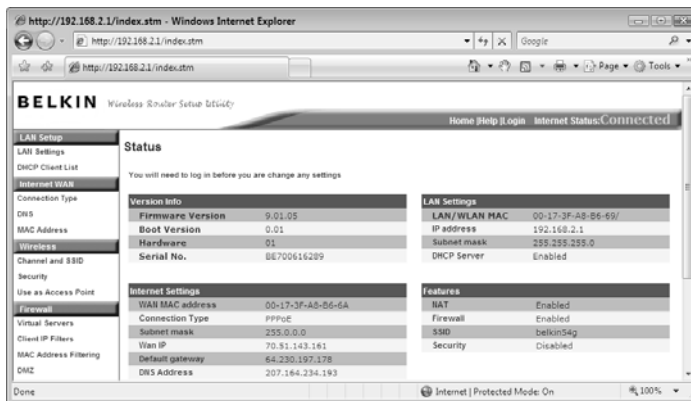 http://192.168.2.1/index.stm - Windows Internet Explorer
http://192.168.2.1/index.stm
Google
http://192.168.2.1/index.stm
Page
Tools
BELKIN Wireless Router Setup Utility
Home |Help |Login Internet Status:Connected
LAN Setup
LAN Settings
DHCP Client List
Internet WAN
Connection Type
DNS
MAC Address
Wireless
Channel and SSID
Security
Use as Access Point
Firewall
Virtual Servers
Client IP Filters
MAC Address Filtering
DMZ
Status
You will need to log in before you are change any settings
Version Info
Firmware Version 9.01.05
Boot Version 0.01
Hardware 01
Serial No. BE700616289
LAN Settings
LAN/WLAN MAC 00-17-3F-A8-B6-69/
IP address 192.168.2.1
Subnet mask 255.255.255.0
DHCP Server Enabled
Internet Settings
WAN MAC address 00-17-3F-A8-B6-6A
Connection Type PPPoE
Subnet mask 255.0.0.0
Wan IP 70.51.143.161
Default gateway 64.230.197.178
DNS Address 207.164.234.193
Features
NAT Enabled
Firewall Enabled
SSID belkin54g
Security Disabled
Done
Internet | Protected Mode: On
100%